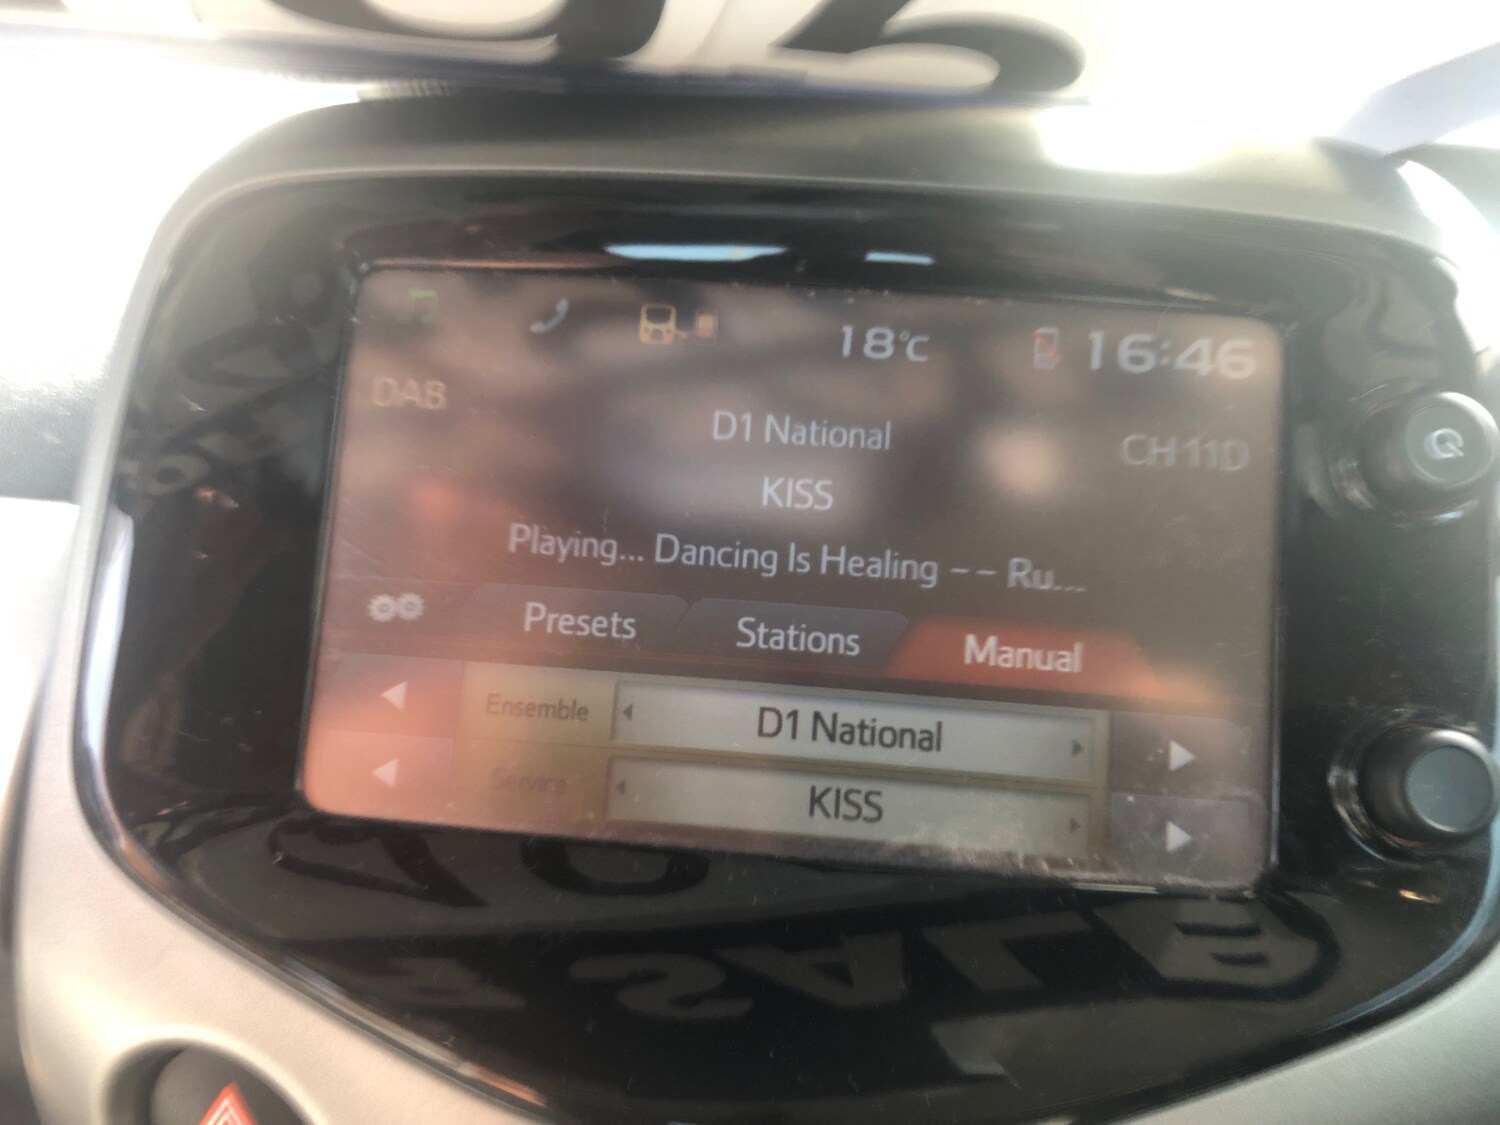 18°C
16:46
DAB
D1 National
CH 11D
KISS
Playing... Dancing Is Healing -- Ru...
Presets
Stations
Manual
Ensemble
D1 National
Service
KISS
SALE